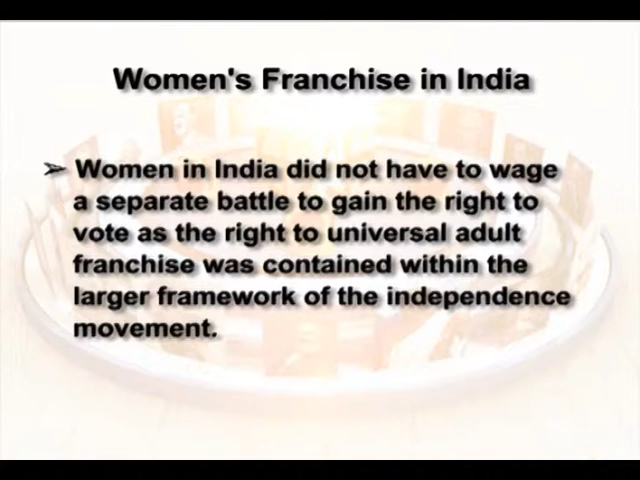 Women's Franchise in India
➢ Women in India did not have to wage
a separate battle to gain the right to
vote as the right to universal adult
franchise was contained within the
larger framework of the independence
movement.